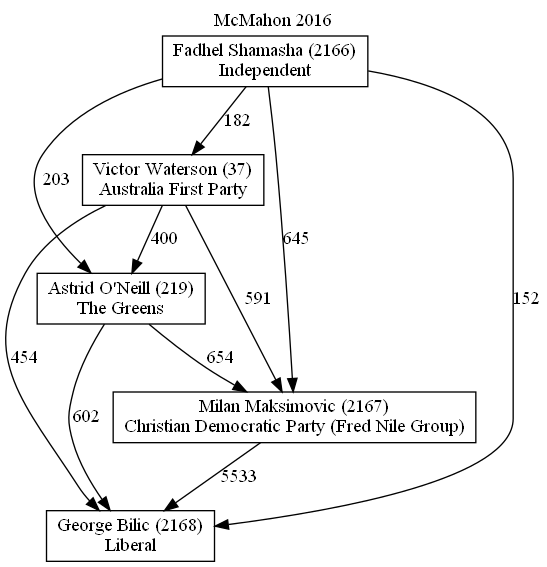 McMahon 2016
Fadhel Shamasha (2166)
Independent
182
Victor Waterson (37)
Australia First Party
203
400
645
Astrid O'Neill (219)
The Greens
591
152
454
654
602
Milan Maksimovic (2167)
Christian Democratic Party (Fred Nile Group)
5533
George Bilic (2168)
Liberal